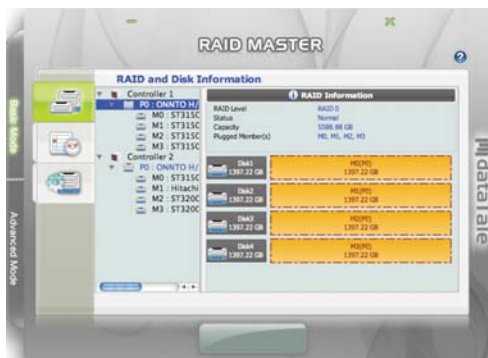 RAID MASTER
RAID and Disk Information
Basic Mode
Advanced Mode
Controller 1
P0 : ONNTO H/
M0 : ST315C
M1 : ST315C
M2 : ST315C
M3 : ST315C
Controller 2
P0 : ONNTO H/
M0 : ST315C
M1 : Hitachi
M2 : ST320C
M3 : ST320C
RAID Information
RAID Level RAID 0
Status Normal
Capacity 5588.88 GB
Plugged Member(s) M0, M1, M2, M3
Disk1
1397.22 GB
M0(P0)
1397.22 GB
Disk2
1397.22 GB
M1(P0)
1397.22 GB
Disk3
1397.22 GB
M2(P0)
1397.22 GB
Disk4
1397.22 GB
M3(P0)
1397.22 GB
datatale